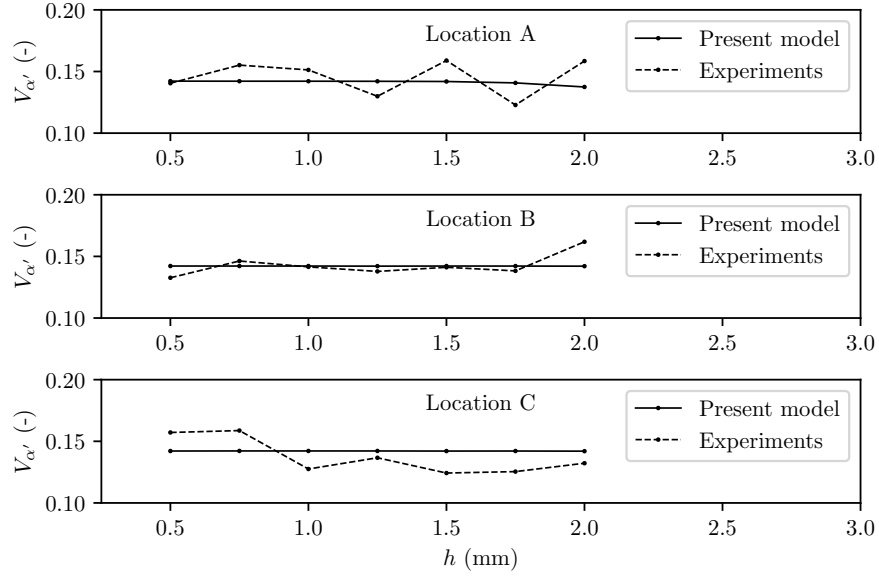 Location A
Present model
Experiments
V_α′ (-)
0.20
0.15
0.10
0.5 1.0 1.5 2.0 2.5 3.0
Location B
Present model
Experiments
V_α′ (-)
0.20
0.15
0.10
0.5 1.0 1.5 2.0 2.5 3.0
Location C
Present model
Experiments
V_α′ (-)
0.20
0.15
0.10
0.5 1.0 1.5 2.0 2.5 3.0
h (mm)